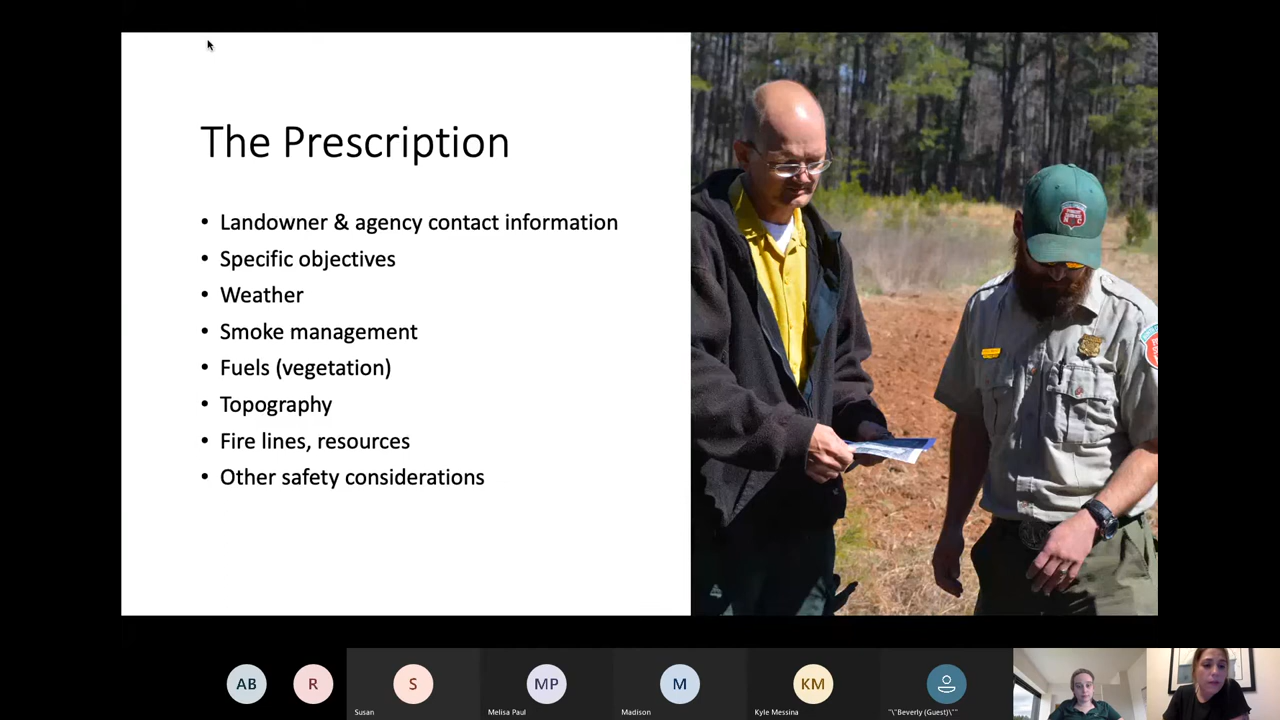 The Prescription
• Landowner & agency contact information
• Specific objectives
• Weather
• Smoke management
• Fuels (vegetation)
• Topography
• Fire lines, resources
• Other safety considerations
AB
R
S
MP
M
KM
Susan
Melisa Paul
Madison
Kyle Messina
"\"Beverly (Guest)\""